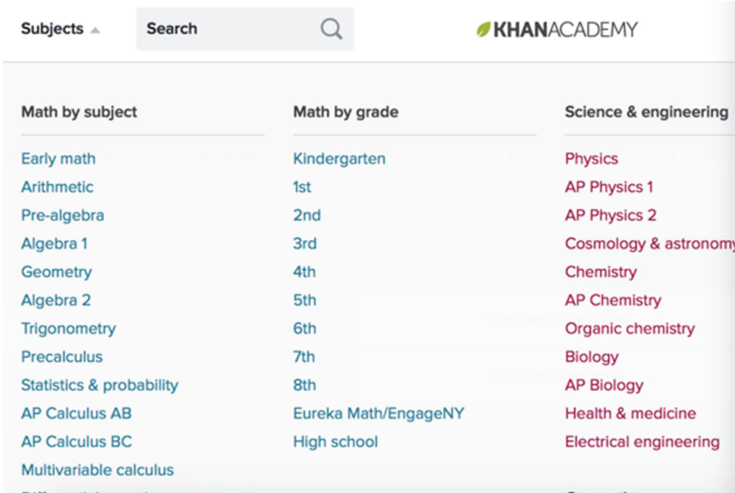 Subjects
Search
KHANACADEMY
Math by subject
Early math
Arithmetic
Pre-algebra
Algebra 1
Geometry
Algebra 2
Trigonometry
Precalculus
Statistics & probability
AP Calculus AB
AP Calculus BC
Multivariable calculus
Math by grade
Kindergarten
1st
2nd
3rd
4th
5th
6th
7th
8th
Eureka Math/EngageNY
High school
Science & engineering
Physics
AP Physics 1
AP Physics 2
Cosmology & astronomy
Chemistry
AP Chemistry
Organic chemistry
Biology
AP Biology
Health & medicine
Electrical engineering